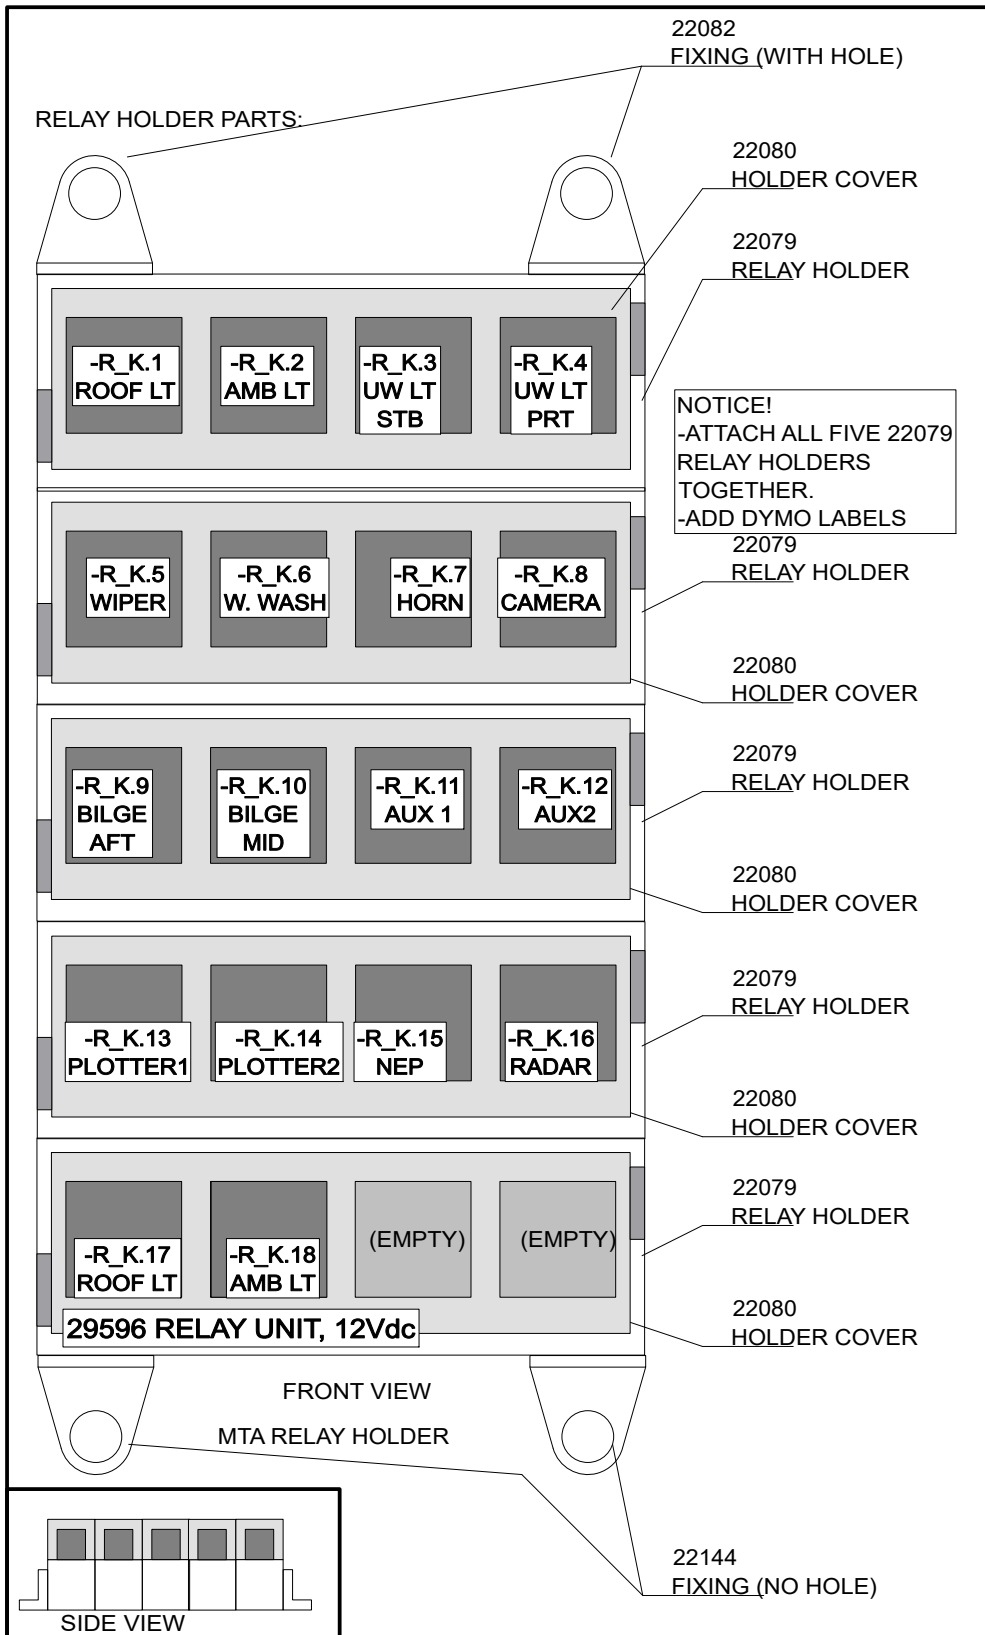 22082
FIXING (WITH HOLE)
RELAY HOLDER PARTS:
22080
HOLDER COVER
22079
RELAY HOLDER
-R_K.1
ROOF LT
-R_K.2
AMB LT
-R_K.3
UW LT
STB
-R_K.4
UW LT
PRT
NOTICE!
-ATTACH ALL FIVE 22079
RELAY HOLDERS
TOGETHER.
-ADD DYMO LABELS
22079
RELAY HOLDER
-R_K.5
WIPER
-R_K.6
W. WASH
-R_K.7
HORN
-R_K.8
CAMERA
22080
HOLDER COVER
22079
RELAY HOLDER
-R_K.9
BILGE
AFT
-R_K.10
BILGE
MID
-R_K.11
AUX 1
-R_K.12
AUX2
22080
HOLDER COVER
22079
RELAY HOLDER
-R_K.13
PLOTTER1
-R_K.14
PLOTTER2
-R_K.15
NEP
-R_K.16
RADAR
22080
HOLDER COVER
22079
RELAY HOLDER
-R_K.17
ROOF LT
-R_K.18
AMB LT
(EMPTY)
(EMPTY)
29596 RELAY UNIT, 12Vdc
22080
HOLDER COVER
FRONT VIEW
MTA RELAY HOLDER
22144
FIXING (NO HOLE)
SIDE VIEW